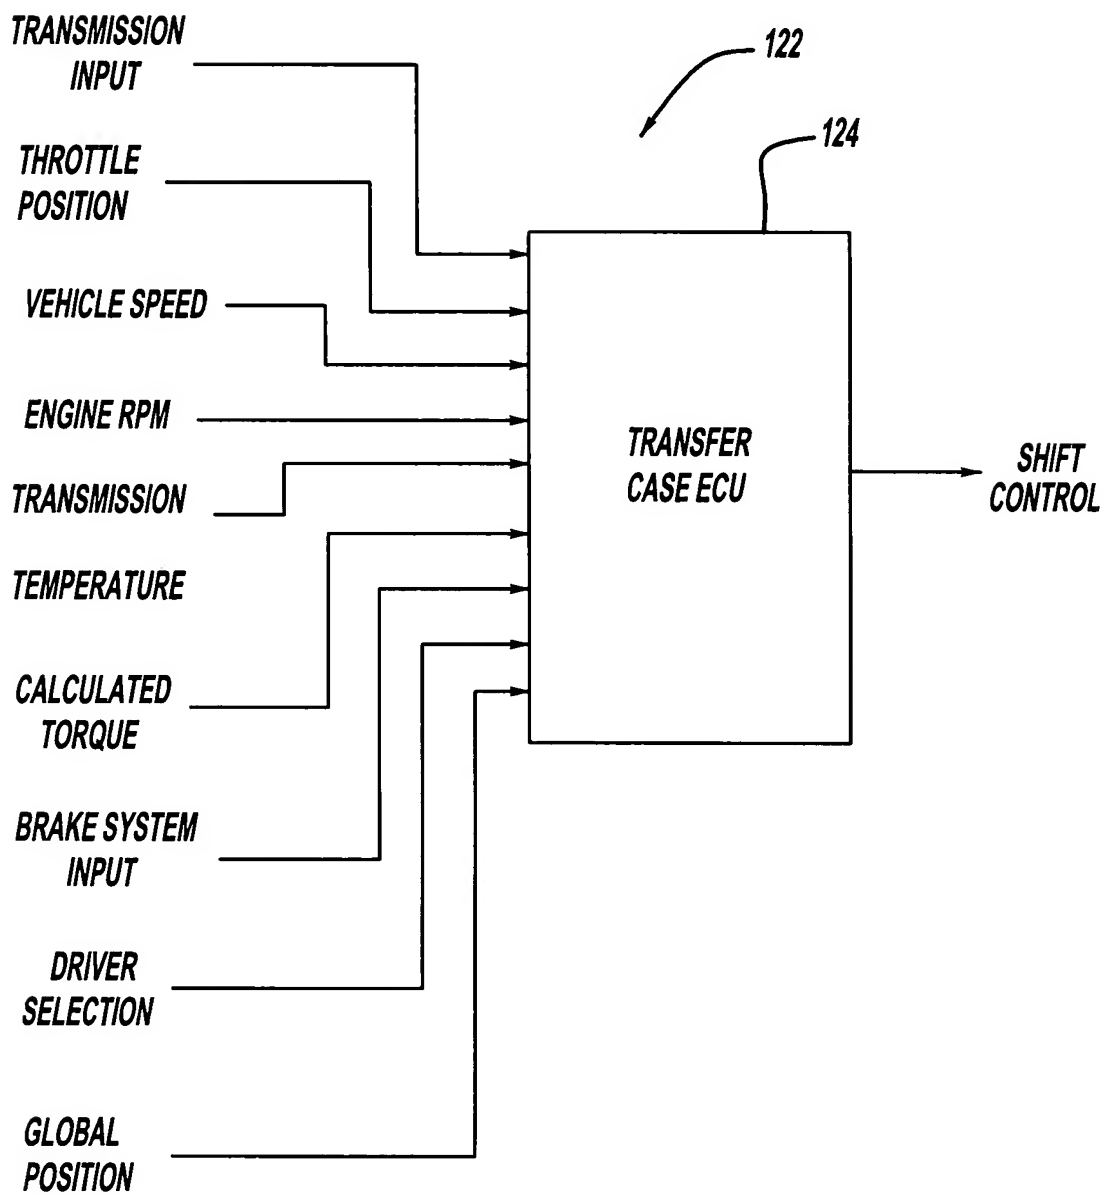 TRANSMISSION
INPUT
122
THROTTLE
POSITION
124
VEHICLE SPEED
ENGINE RPM
TRANSMISSION
TEMPERATURE
CALCULATED
TORQUE
BRAKE SYSTEM
INPUT
DRIVER
SELECTION
GLOBAL
POSITION
TRANSFER
CASE ECU
SHIFT
CONTROL